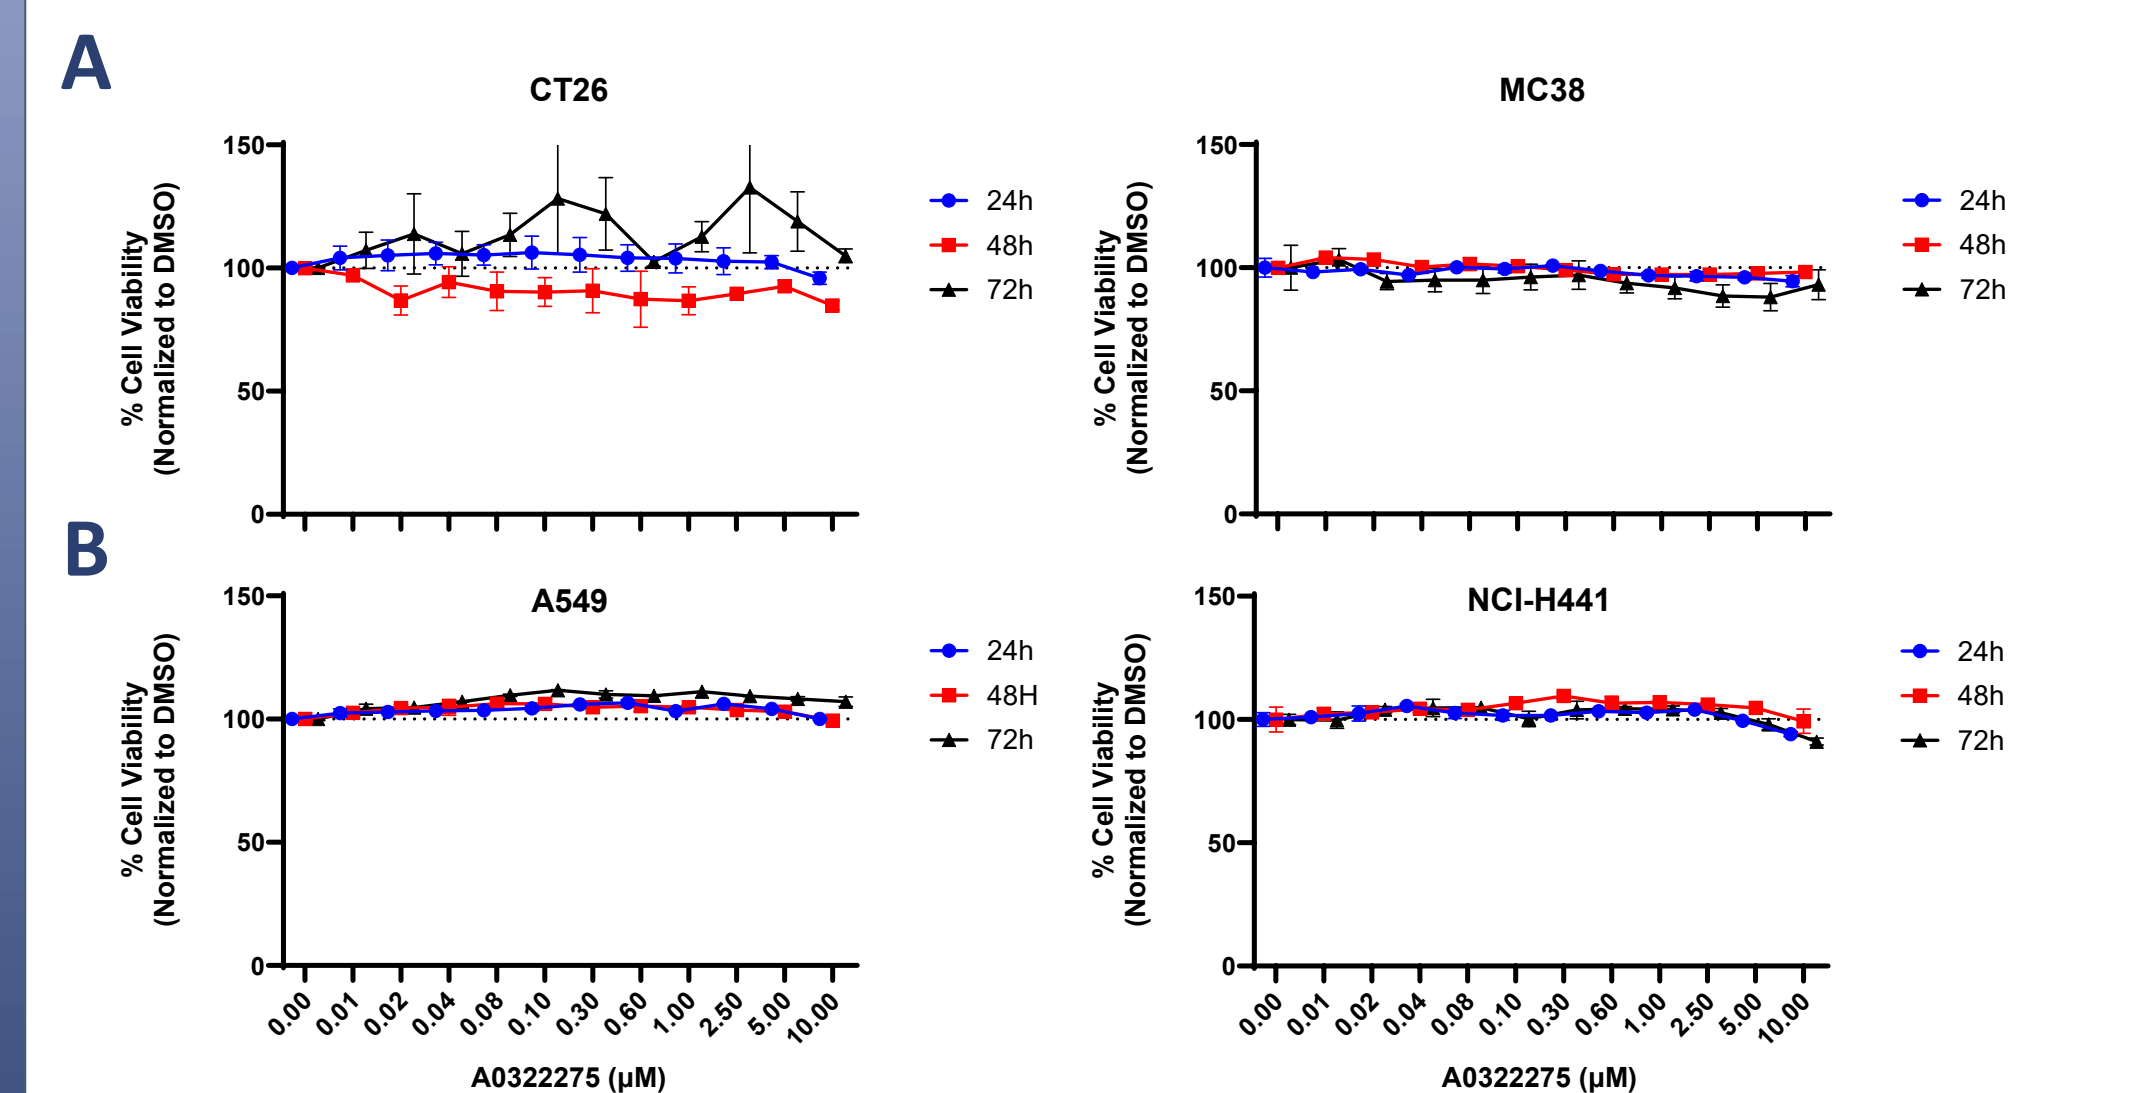 A
CT26
150
100
50
0
% Cell Viability
(Normalized to DMSO)
24h
48h
72h
MC38
150
100
50
0
% Cell Viability
(Normalized to DMSO)
24h
48h
72h
B
A549
150
100
50
0
% Cell Viability
(Normalized to DMSO)
24h
48H
72h
0.00 0.01 0.02 0.04 0.08 0.10 0.30 0.60 1.00 2.50 5.00 10.00
A0322275 (µM)
NCI-H441
150
100
50
0
% Cell Viability
(Normalized to DMSO)
24h
48h
72h
0.00 0.01 0.02 0.04 0.08 0.10 0.30 0.60 1.00 2.50 5.00 10.00
A0322275 (µM)